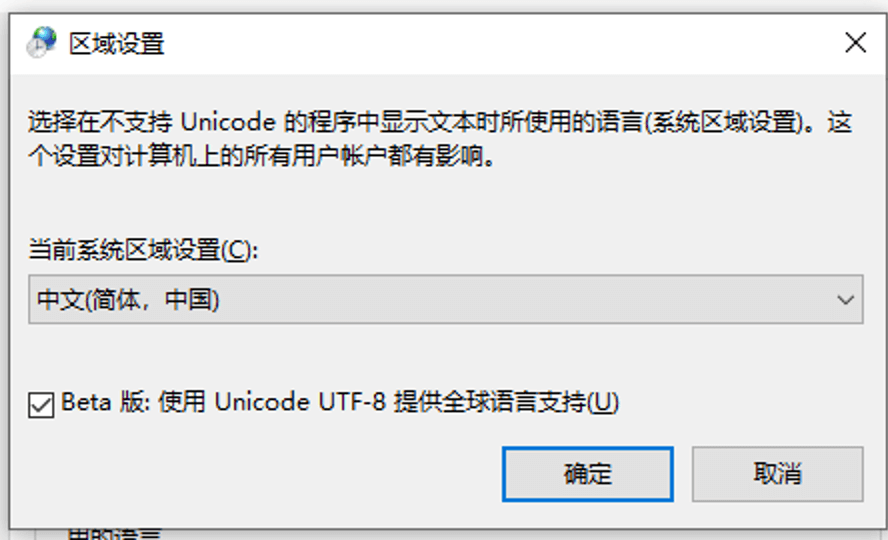 区域设置
选择在不支持 Unicode 的程序中显示文本时所使用的语言(系统区域设置)。这
个设置对计算机上的所有用户帐户都有影响。
当前系统区域设置(C):
中文(简体，中国)
Beta 版: 使用 Unicode UTF-8 提供全球语言支持(U)
确定
取消
用的语言